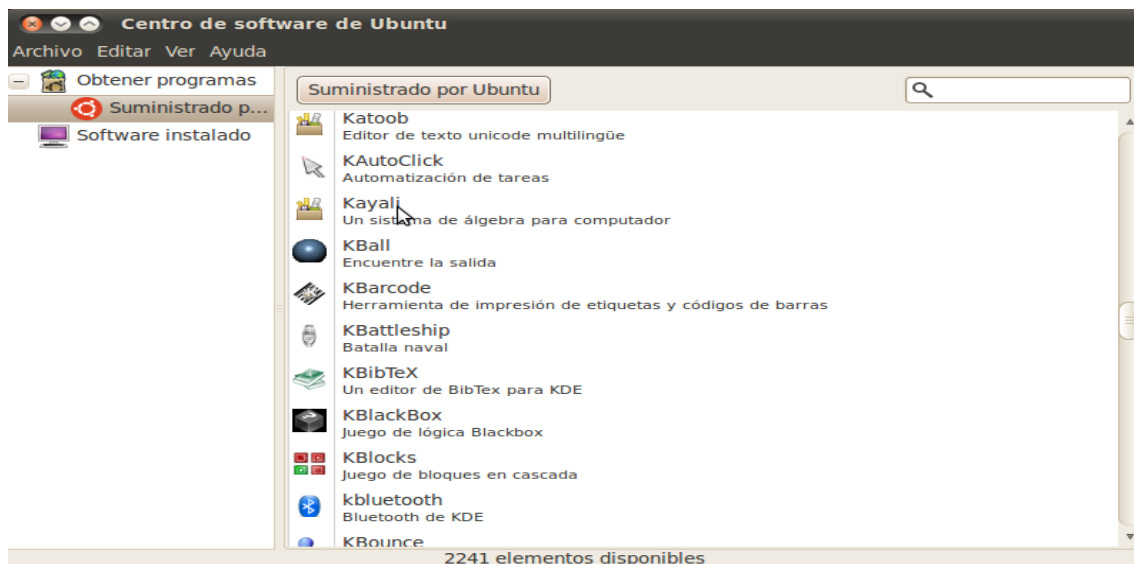 Centro de software de Ubuntu
Archivo Editar Ver Ayuda
Obtener programas
Suministrado p...
Software instalado
Suministrado por Ubuntu
Katoob
Editor de texto unicode multilingüe
KAutoClick
Automatización de tareas
Kayali
Un sistema de álgebra para computador
KBall
Encuentre la salida
KBarcode
Herramienta de impresión de etiquetas y códigos de barras
KBattleship
Batalla naval
KBibTeX
Un editor de BibTex para KDE
KBlackBox
Juego de lógica Blackbox
KBlocks
Juego de bloques en cascada
kbluetooth
Bluetooth de KDE
KBounce
2241 elementos disponibles